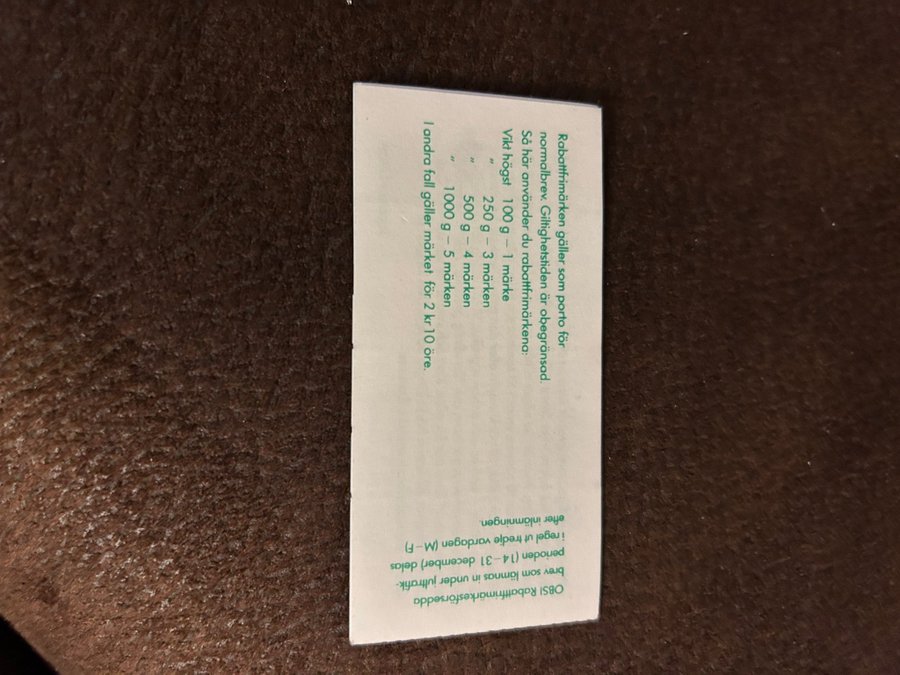 Rabattfrimärken gäller som porto för
normalbrev. Giltighetstiden är obegränsad.
Så här använder du rabattfrimärkena:
Vikt högst 100 g – 1 märke
„ 250 g – 3 märken
„ 500 g – 4 märken
„ 1000 g – 5 märken
I andra fall gäller märket för 2 kr 10 öre.
OBS! Rabattfrimärkesförsedda
brev som lämnas in under jultrafik-
perioden (14–31 december) delas
i regel ut tredje vardagen (M–F)
efter inlämningen.